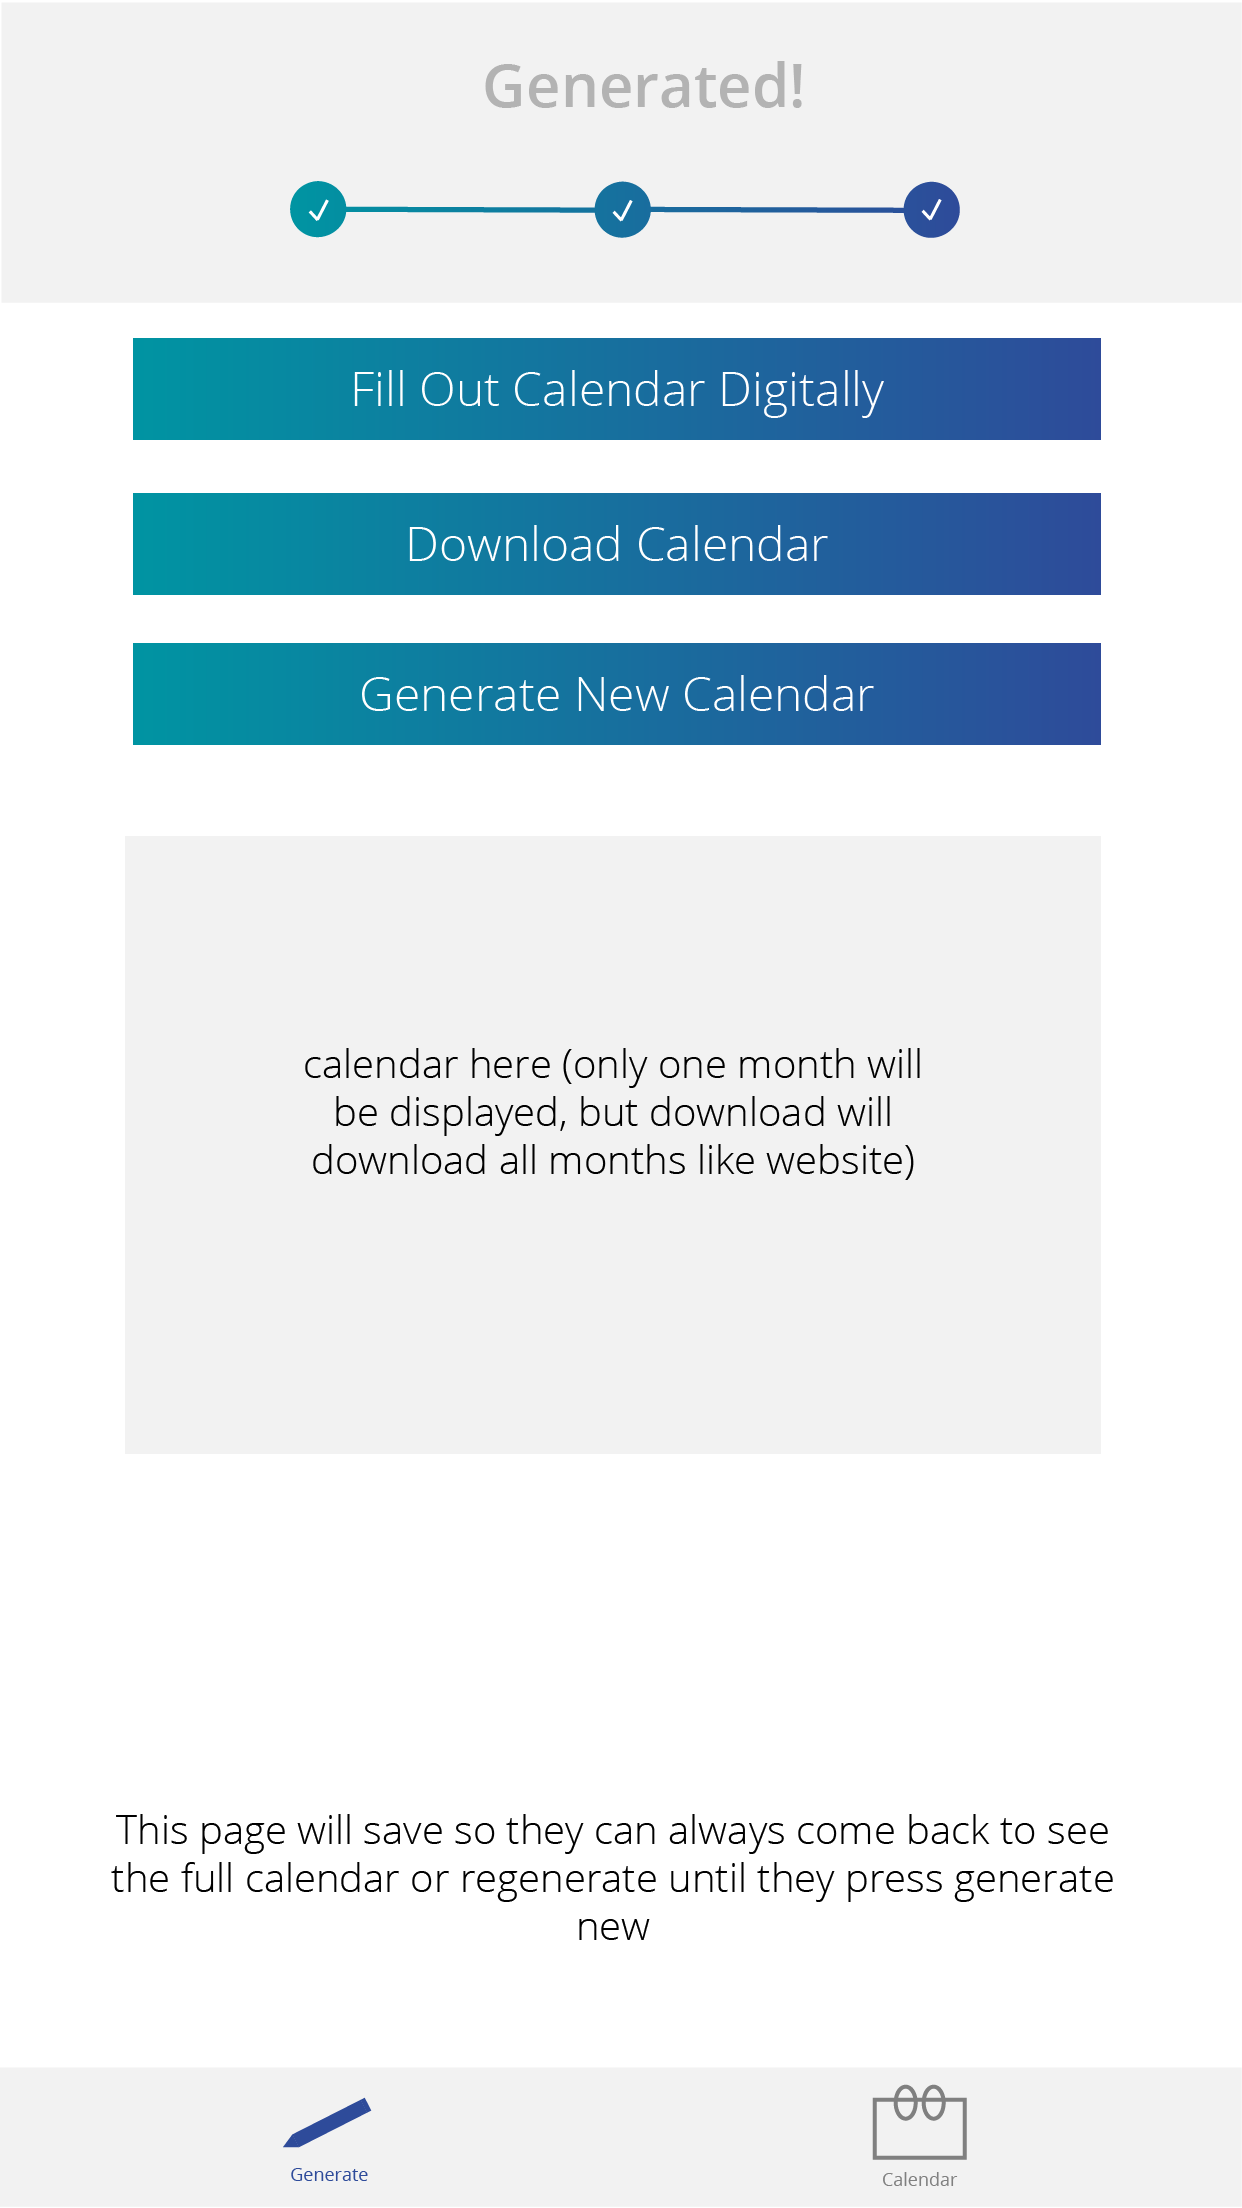 Generated!
Fill Out Calendar Digitally
Download Calendar
Generate New Calendar
calendar here (only one month will
be displayed, but download will
download all months like website)
This page will save so they can always come back to see
the full calendar or regenerate until they press generate
new
Generate
Calendar